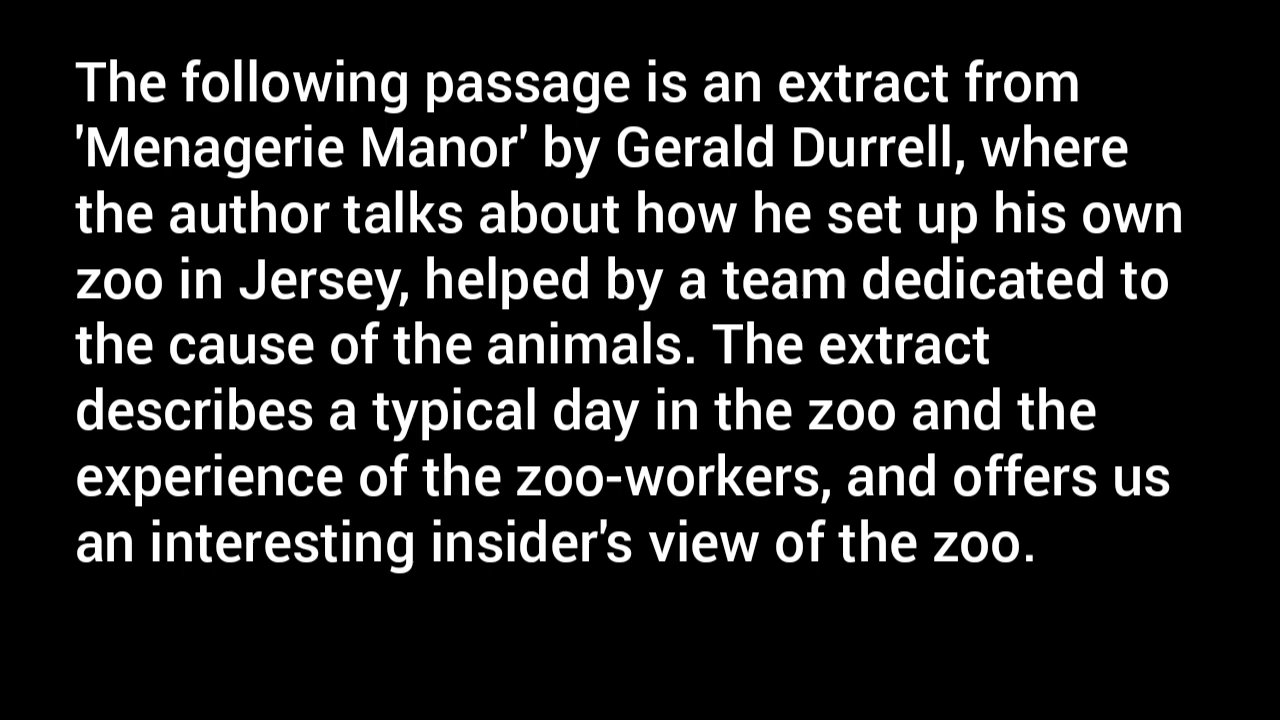 The following passage is an extract from
'Menagerie Manor' by Gerald Durrell, where
the author talks about how he set up his own
zoo in Jersey, helped by a team dedicated to
the cause of the animals. The extract
describes a typical day in the zoo and the
experience of the zoo-workers, and offers us
an interesting insider's view of the zoo.